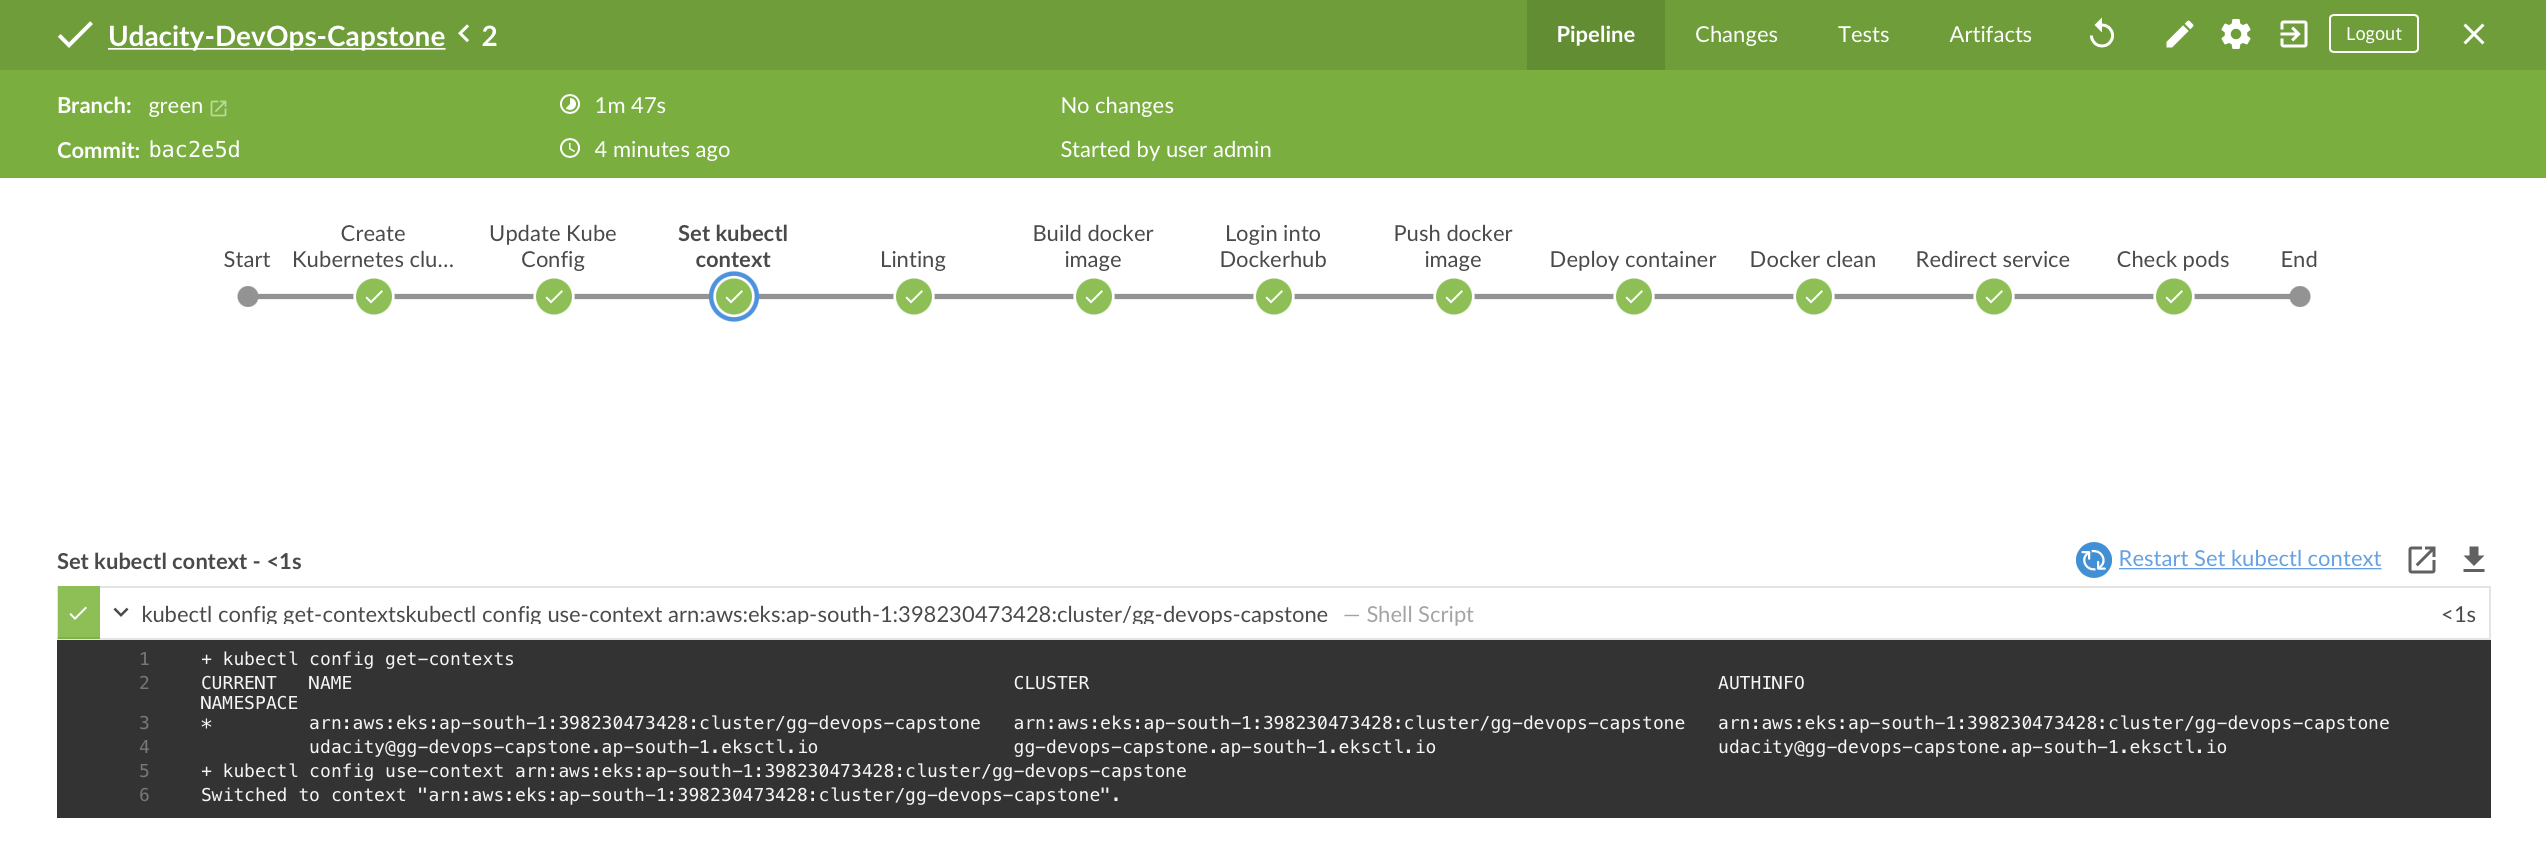 Udacity-DevOps-Capstone < 2
Pipeline Changes Tests Artifacts Logout
Branch: green 1m 47s No changes
Commit: bac2e5d 4 minutes ago Started by user admin
Start
Create
Kubernetes clu...
Update Kube
Config
Set kubectl
context
Linting
Build docker
image
Login into
Dockerhub
Push docker
image
Deploy container
Docker clean
Redirect service
Check pods
End
Set kubectl context - <1s Restart Set kubectl context
kubectl config get-contextskubectl config use-context arn:aws:eks:ap-south-1:398230473428:cluster/gg-devops-capstone — Shell Script <1s
1 + kubectl config get-contexts
2 CURRENT NAME CLUSTER AUTHINFO
NAMESPACE
3 * arn:aws:eks:ap-south-1:398230473428:cluster/gg-devops-capstone arn:aws:eks:ap-south-1:398230473428:cluster/gg-devops-capstone arn:aws:eks:ap-south-1:398230473428:cluster/gg-devops-capstone
4 udacity@gg-devops-capstone.ap-south-1.eksctl.io gg-devops-capstone.ap-south-1.eksctl.io udacity@gg-devops-capstone.ap-south-1.eksctl.io
5 + kubectl config use-context arn:aws:eks:ap-south-1:398230473428:cluster/gg-devops-capstone
6 Switched to context "arn:aws:eks:ap-south-1:398230473428:cluster/gg-devops-capstone".